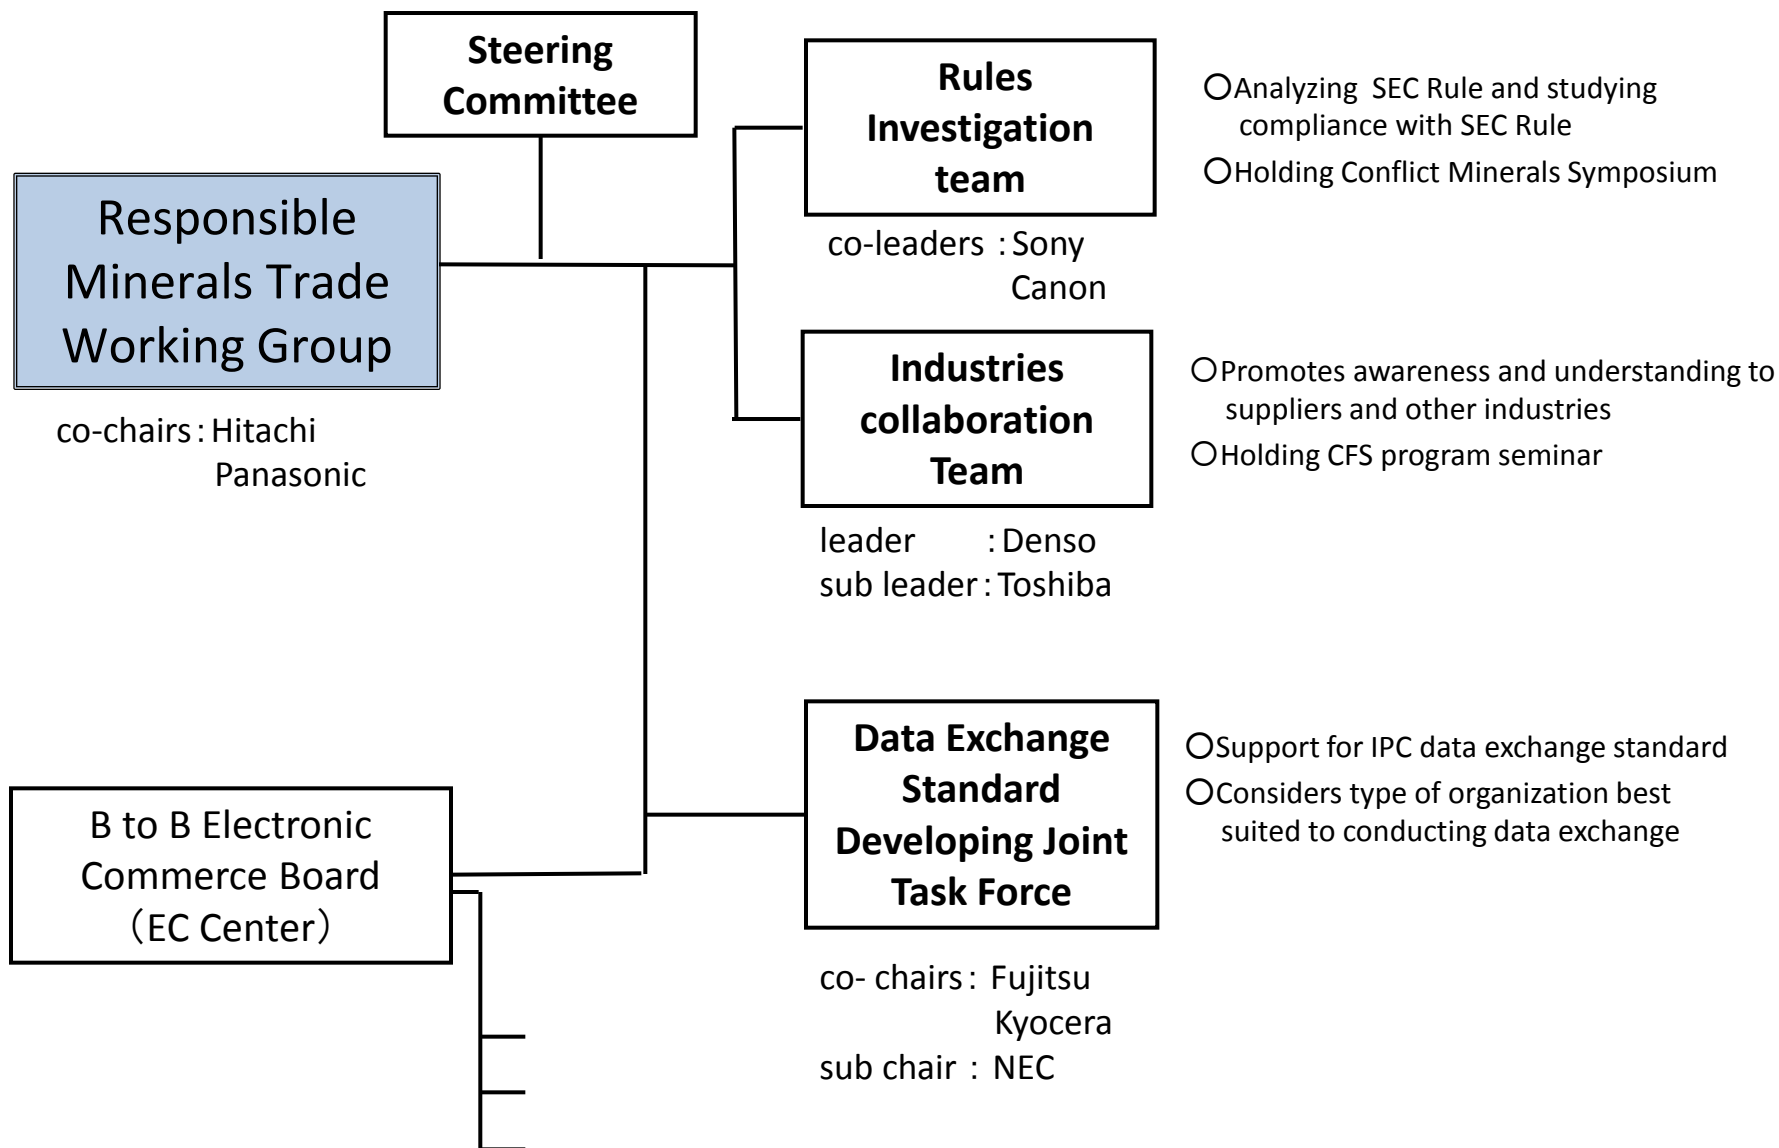 Steering
Committee
Responsible
Minerals Trade
Working Group
co-chairs：Hitachi
Panasonic
Rules
Investigation
team
co-leaders ：Sony
Canon
○Analyzing SEC Rule and studying
compliance with SEC Rule
○Holding Conflict Minerals Symposium
Industries
collaboration
Team
leader ：Denso
sub leader：Toshiba
○Promotes awareness and understanding to
suppliers and other industries
○Holding CFS program seminar
Data Exchange
Standard
Developing Joint
Task Force
co- chairs： Fujitsu
Kyocera
sub chair ： NEC
○Support for IPC data exchange standard
○Considers type of organization best
suited to conducting data exchange
B to B Electronic
Commerce Board
（EC Center）